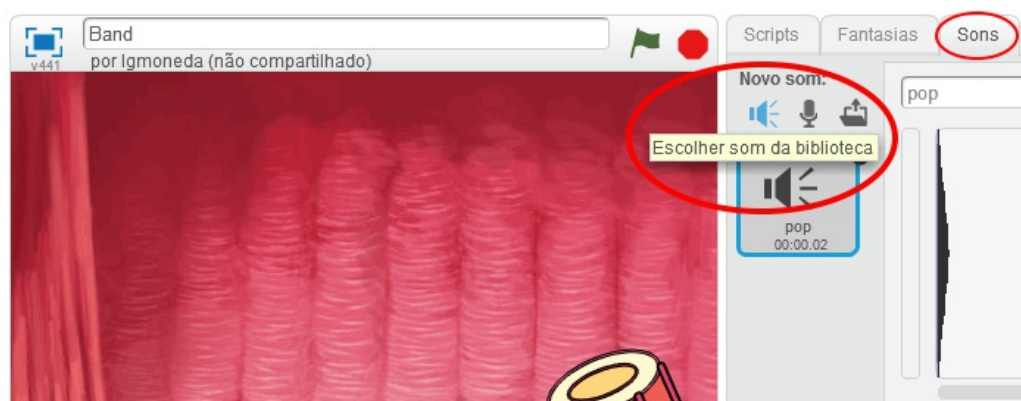 Band
v441
por lgmoneda (não compartilhado)
Scripts
Fantasias
Sons
Novo som:
pop
Escolher som da biblioteca
pop
00:00.02